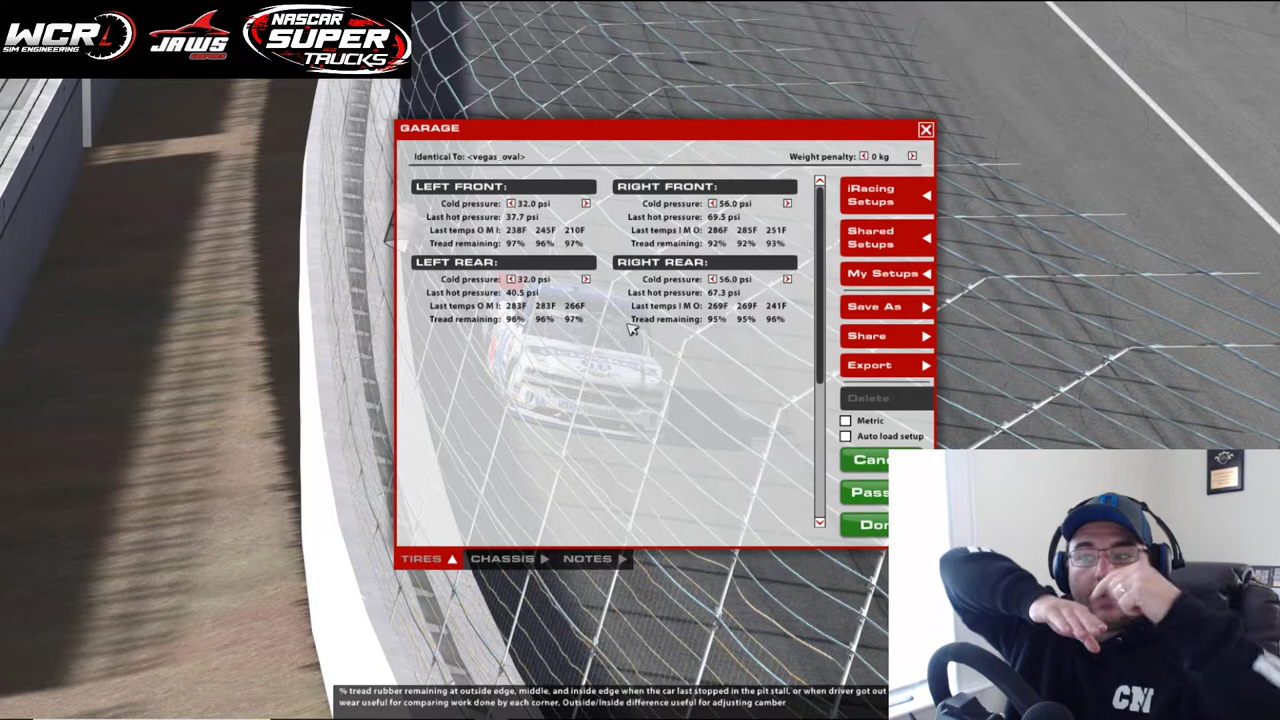 WCR
SIM ENGINEERING
JAWS
NASCAR
SUPER
TRUCKS
GARAGE
Identical To: <vegas_oval>
Weight penalty: 0 kg
LEFT FRONT:
Cold pressure: 32.0 psi
Last hot pressure: 37.7 psi
Last temps O M I: 238F 245F 210F
Tread remaining: 97% 96% 97%
RIGHT FRONT:
Cold pressure: 56.0 psi
Last hot pressure: 69.5 psi
Last temps I M O: 286F 285F 251F
Tread remaining: 92% 92% 93%
LEFT REAR:
Cold pressure: 32.0 psi
Last hot pressure: 40.5 psi
Last temps O M I: 283F 283F 266F
Tread remaining: 96% 96% 97%
RIGHT REAR:
Cold pressure: 56.0 psi
Last hot pressure: 67.3 psi
Last temps I M O: 269F 269F 241F
Tread remaining: 95% 95% 96%
iRacing
Setups
Shared
Setups
My Setups
Save As
Share
Export
Delete
Metric
Auto load setup
Canc
Pass
Don
TIRES
CHASSIS
NOTES
% tread rubber remaining at outside edge, middle, and inside edge when the car last stopped in the pit stall, or when driver got out
wear useful for comparing work done by each corner, Outside/Inside difference useful for adjusting camber